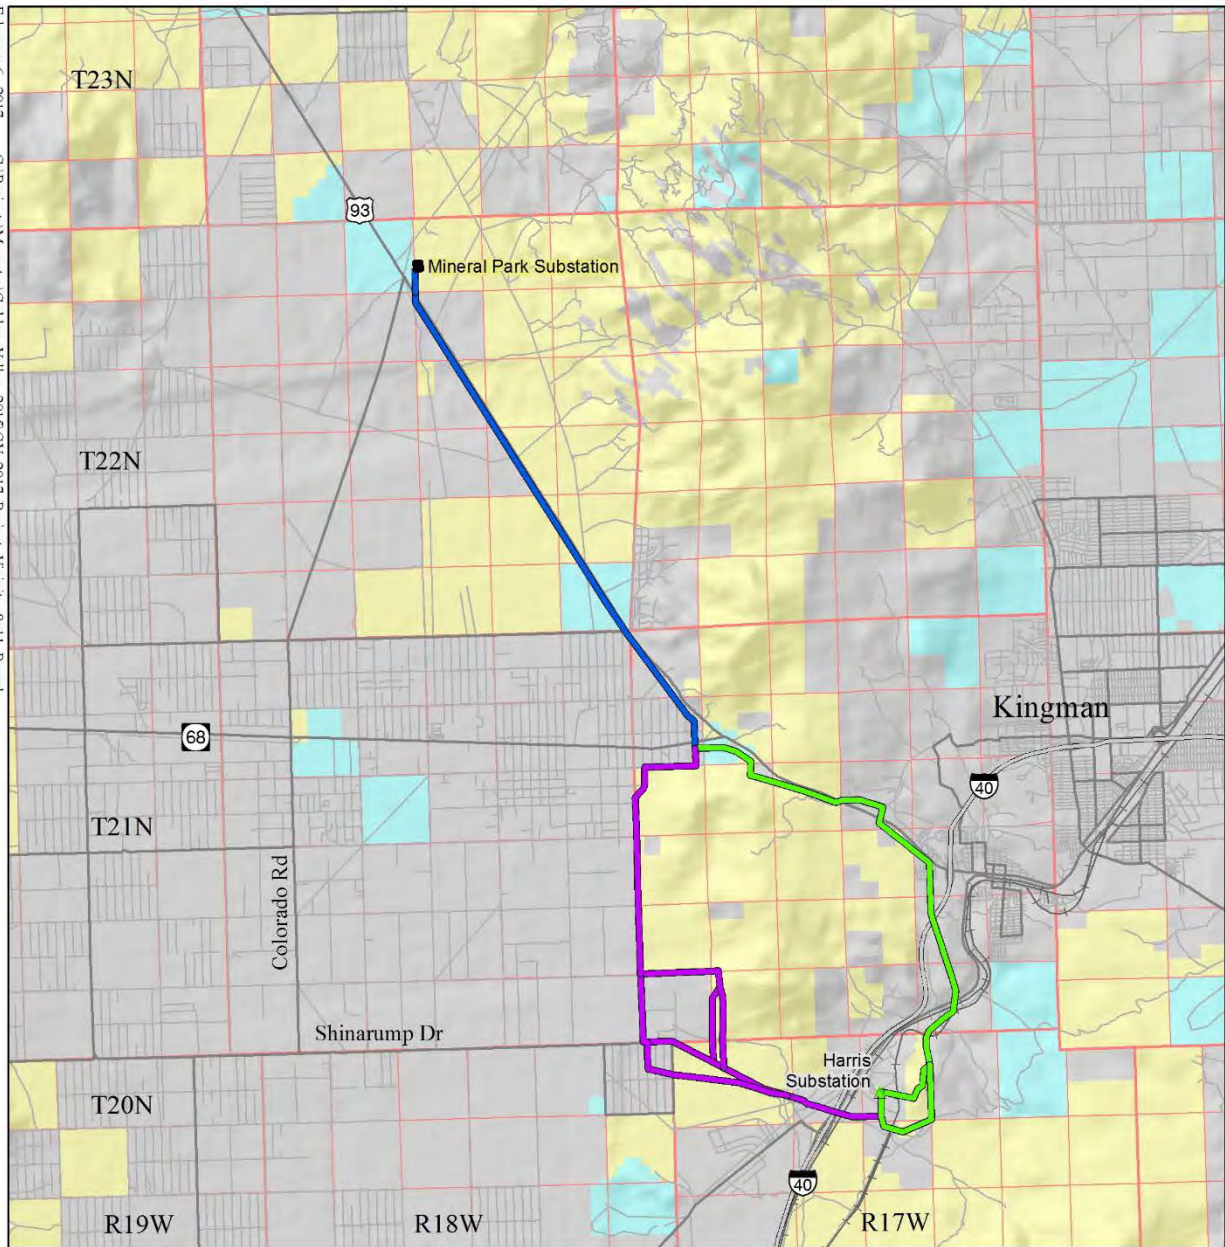 T23N
93
Mineral Park Substation
T22N
Kingman
68
40
T21N
Colorado Rd
Shinarump Dr
Harris
Substation
T20N
40
R19W
R18W
R17W